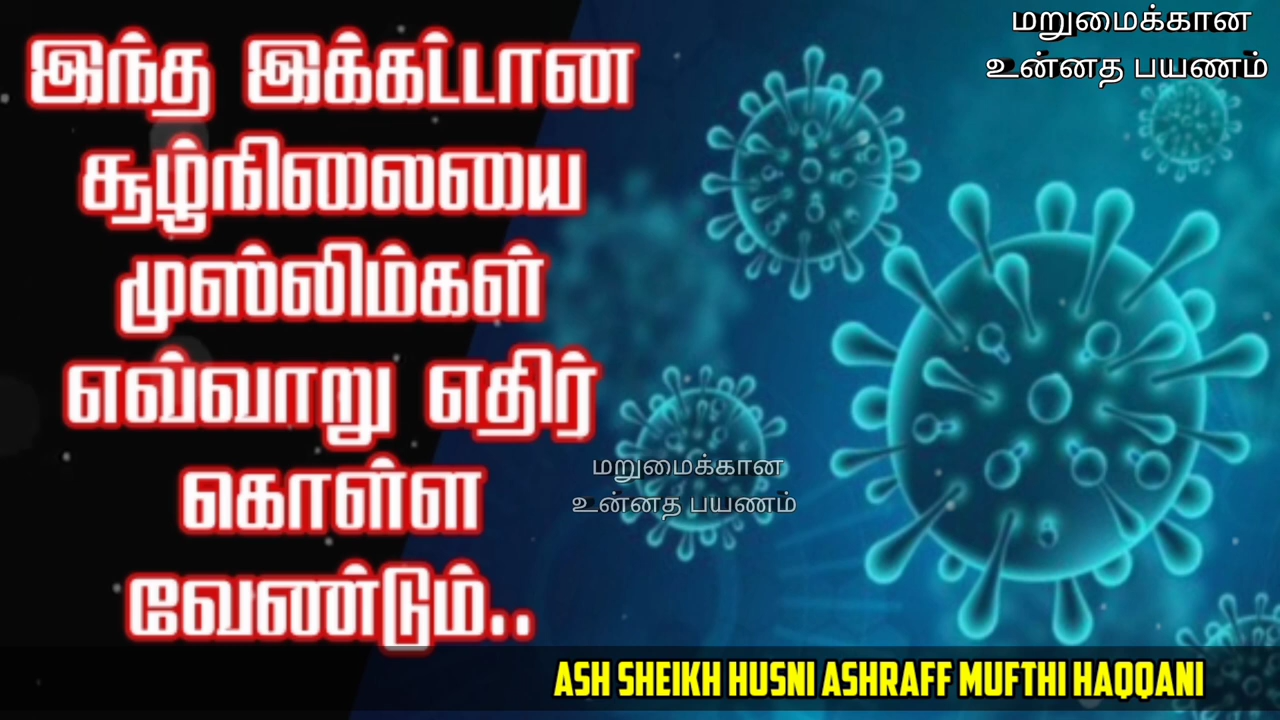 இந்த இக்கட்டான
சூழ்நிலையை
முஸ்லிம்கள்
எவ்வாறு எதிர்
கொள்ள
வேண்டும்..
மறுமைக்கான
உன்னத பயணம்
மறுமைக்கான
உன்னத பயணம்
ASH SHEIKH HUSNI ASHRAFF MUFTHI HAQQANI